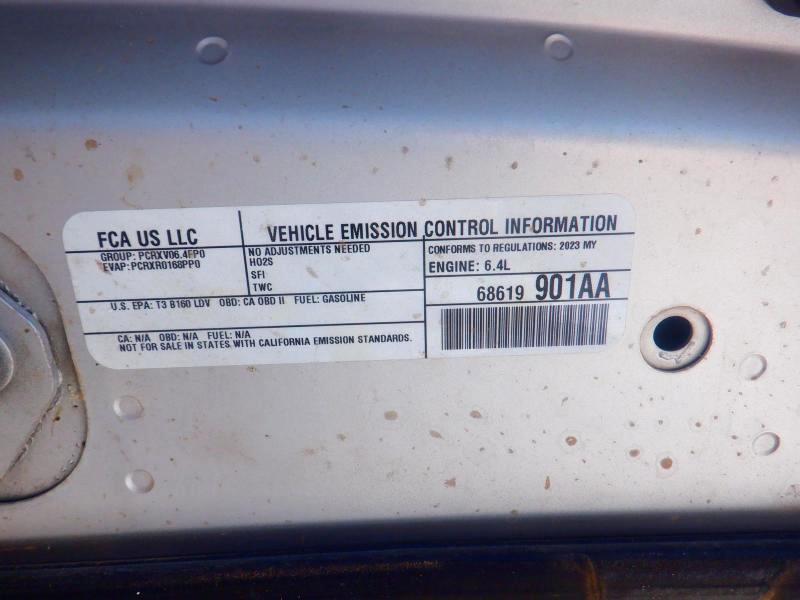 FCA US LLC
GROUP: PCRXV06.4FP0
EVAP: PCRXR0168PP0
VEHICLE EMISSION CONTROL INFORMATION
NO ADJUSTMENTS NEEDED
HO2S
SFI
TWC
CONFORMS TO REGULATIONS: 2023 MY
ENGINE: 6.4L
68619 901AA
U.S. EPA: T3 B160 LDV OBD: CA OBD II FUEL: GASOLINE
CA: N/A OBD: N/A FUEL: N/A
NOT FOR SALE IN STATES WITH CALIFORNIA EMISSION STANDARDS.